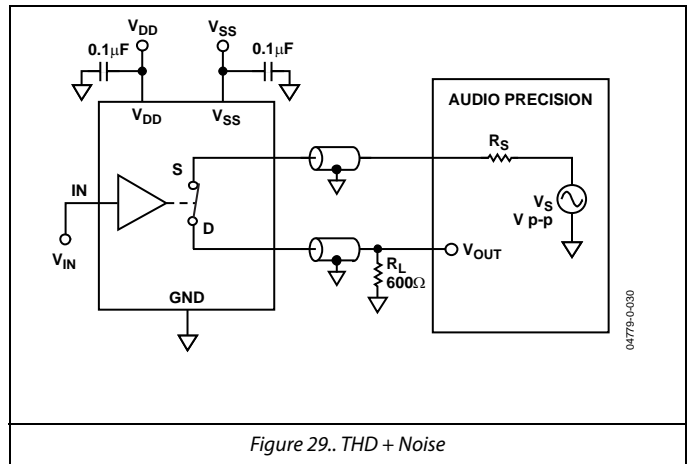 V_DD
V_SS
0.1μF
0.1μF
V_DD
V_SS
AUDIO PRECISION
R_S
S
IN
V_S
V p-p
D
V_OUT
V_IN
R_L
600Ω
GND
04779-0-030
Figure 29.. THD + Noise